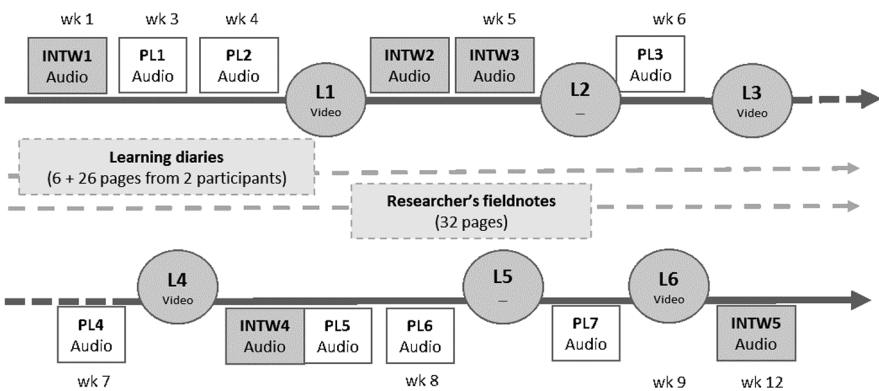 wk 1
wk 3
wk 4
wk 5
wk 6
INTW1
Audio
PL1
Audio
PL2
Audio
L1
Video
INTW2
Audio
INTW3
Audio
L2
–
PL3
Audio
L3
Video
Learning diaries
(6 + 26 pages from 2 participants)
Researcher's fieldnotes
(32 pages)
L4
Video
L5
–
L6
Video
PL4
Audio
INTW4
Audio
PL5
Audio
PL6
Audio
PL7
Audio
INTW5
Audio
wk 7
wk 8
wk 9
wk 12